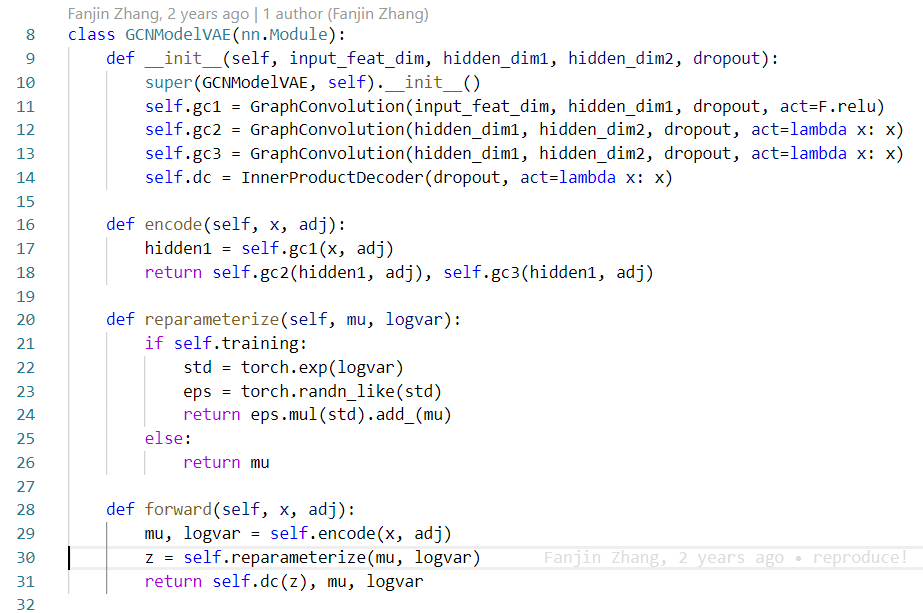 Fanjin Zhang, 2 years ago | 1 author (Fanjin Zhang)
8 class GCNModelVAE(nn.Module):
9     def __init__(self, input_feat_dim, hidden_dim1, hidden_dim2, dropout):
10         super(GCNModelVAE, self).__init__()
11         self.gc1 = GraphConvolution(input_feat_dim, hidden_dim1, dropout, act=F.relu)
12         self.gc2 = GraphConvolution(hidden_dim1, hidden_dim2, dropout, act=lambda x: x)
13         self.gc3 = GraphConvolution(hidden_dim1, hidden_dim2, dropout, act=lambda x: x)
14         self.dc = InnerProductDecoder(dropout, act=lambda x: x)
15
16     def encode(self, x, adj):
17         hidden1 = self.gc1(x, adj)
18         return self.gc2(hidden1, adj), self.gc3(hidden1, adj)
19
20     def reparameterize(self, mu, logvar):
21         if self.training:
22             std = torch.exp(logvar)
23             eps = torch.randn_like(std)
24             return eps.mul(std).add_(mu)
25         else:
26             return mu
27
28     def forward(self, x, adj):
29         mu, logvar = self.encode(x, adj)
30         z = self.reparameterize(mu, logvar) Fanjin Zhang, 2 years ago • reproduce!
31         return self.dc(z), mu, logvar
32